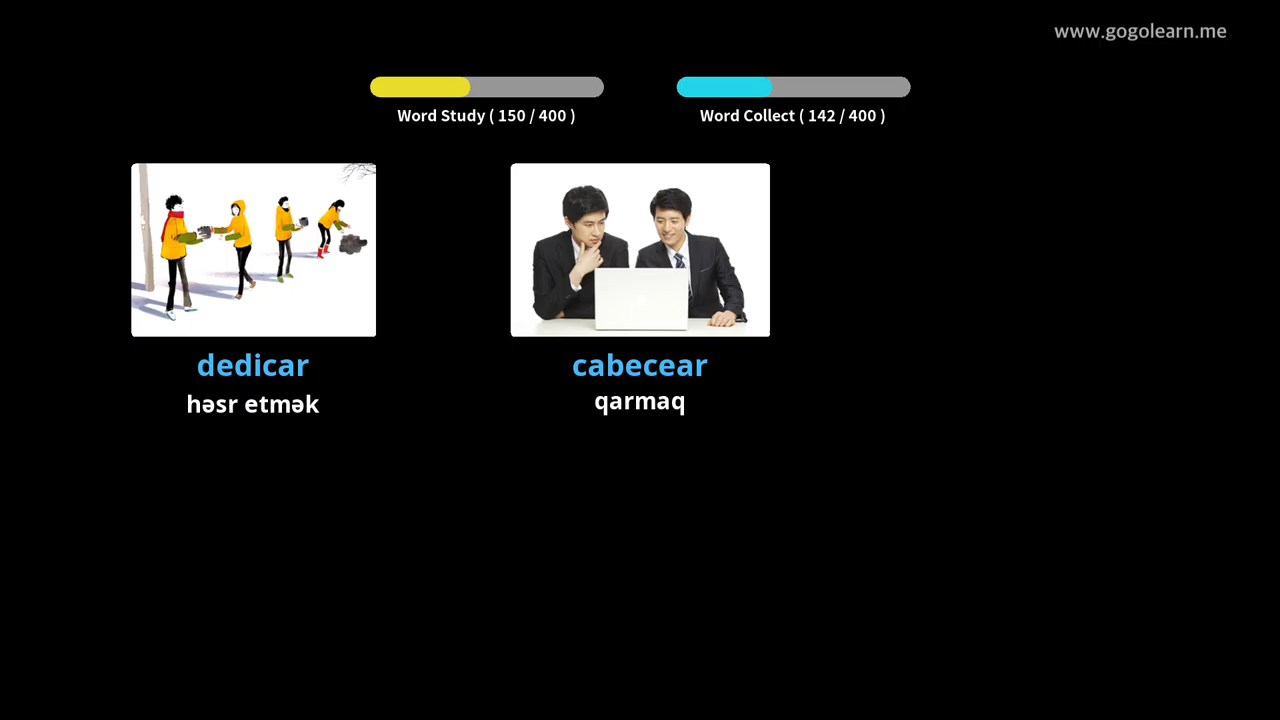 www.gogolearn.me
Word Study ( 150 / 400 )
Word Collect ( 142 / 400 )
dedicar
həsr etmək
cabecear
qarmaq